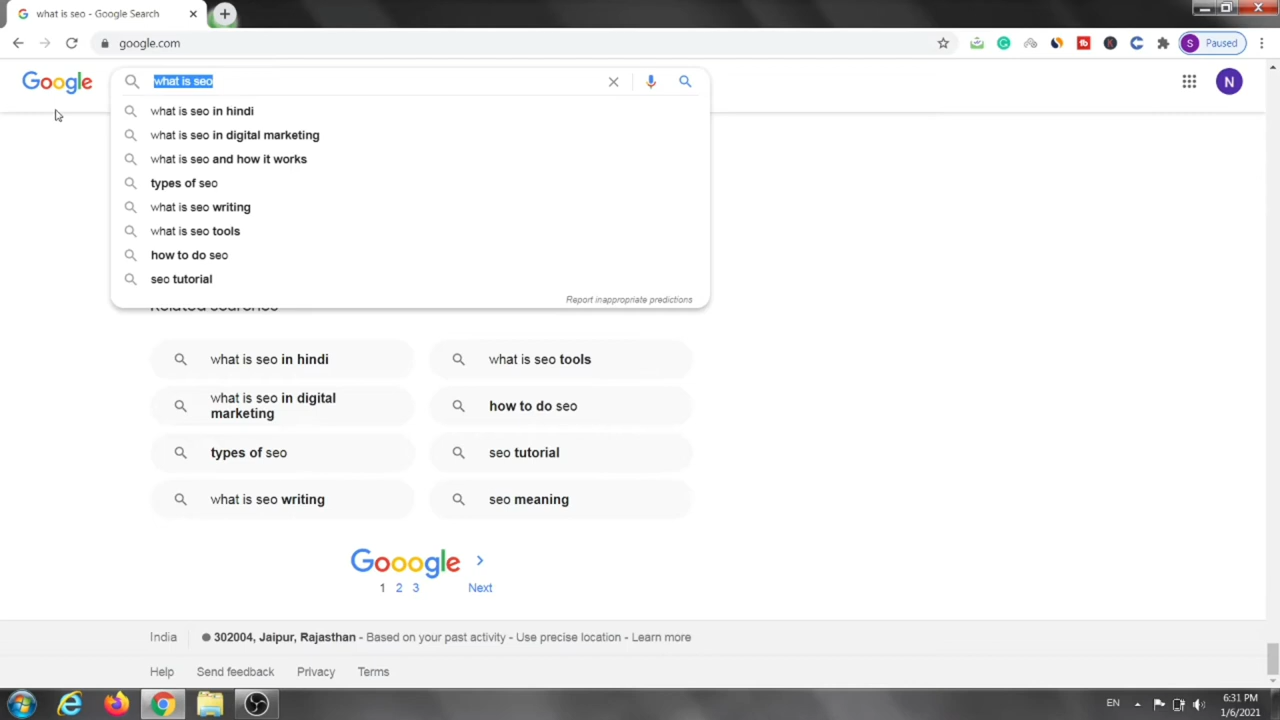 what is seo - Google Search
google.com
S Paused
Google
what is seo
N
what is seo in hindi
what is seo in digital marketing
what is seo and how it works
types of seo
what is seo writing
what is seo tools
how to do seo
seo tutorial
Report inappropriate predictions
Related searches
what is seo in hindi
what is seo tools
what is seo in digital
marketing
how to do seo
types of seo
seo tutorial
what is seo writing
seo meaning
Gooogle
1 2 3 Next
India
302004, Jaipur, Rajasthan - Based on your past activity - Use precise location - Learn more
Help Send feedback Privacy Terms
EN
6:31 PM
1/6/2021